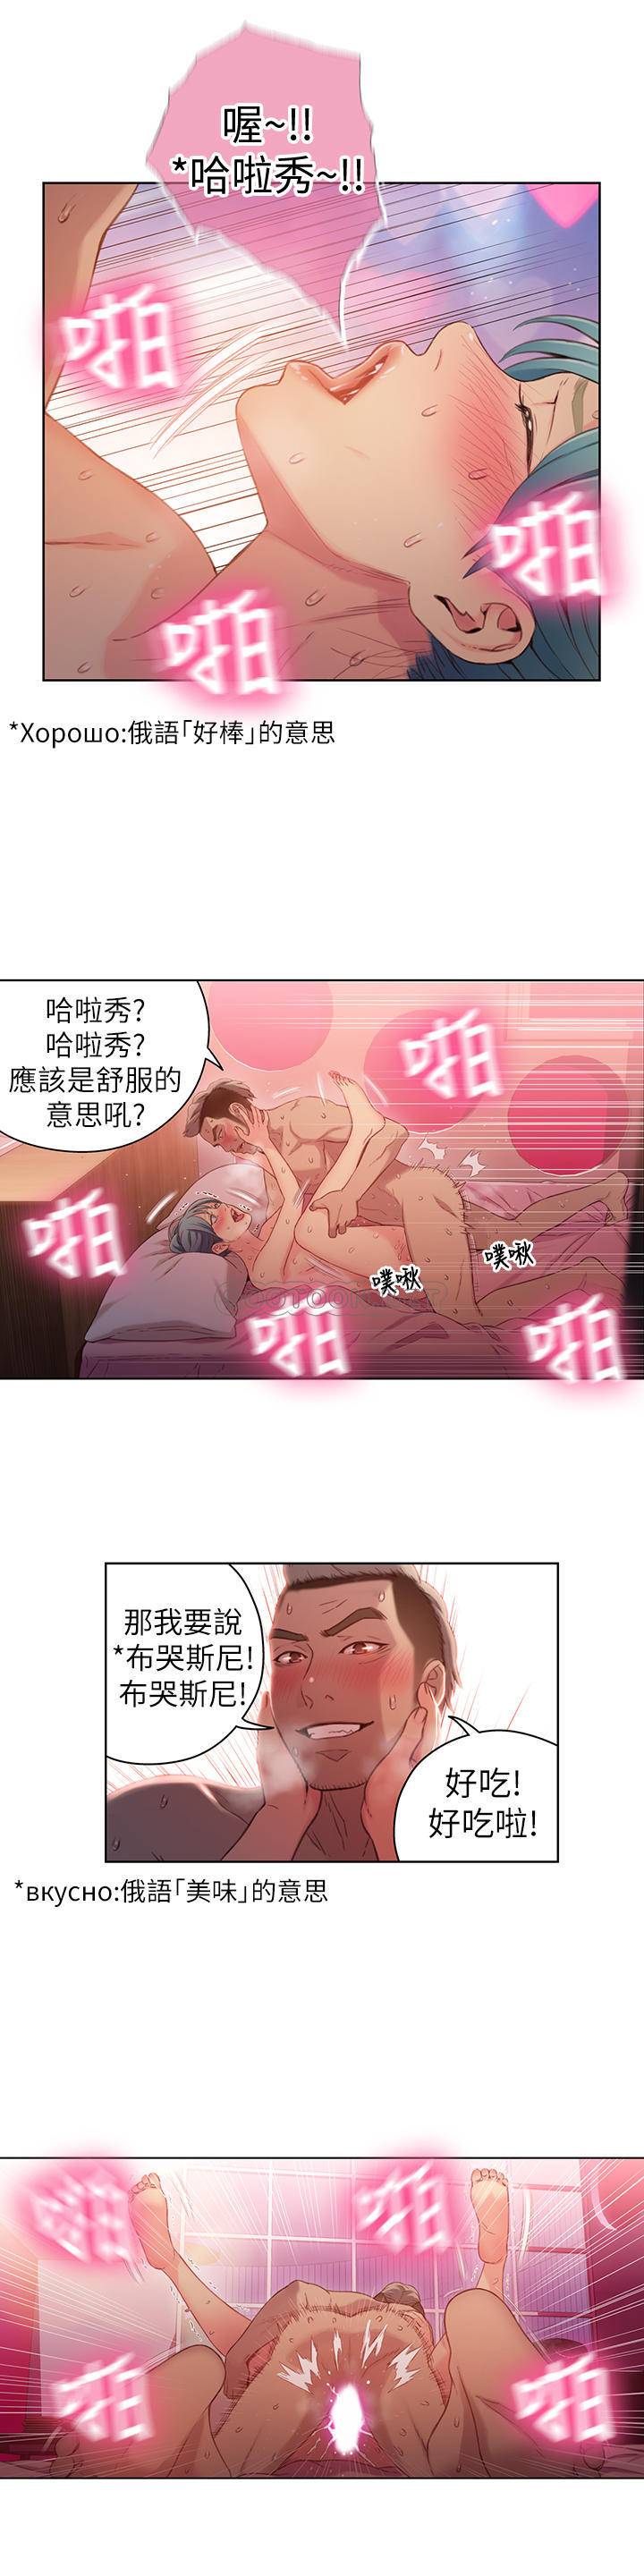 喔~!!
*哈啦秀~!!
啪
啪
啪
*Хорошо:俄語「好棒」的意思
哈啦秀?
哈啦秀?
應該是舒服的
意思吼?
啪
啪
噗啾
噗啾
啪
啪
那我要說
*布哭斯尼!
布哭斯尼!
好吃!
好吃啦!
*вкусно:俄語「美味」的意思
啪
啪
啪
啪